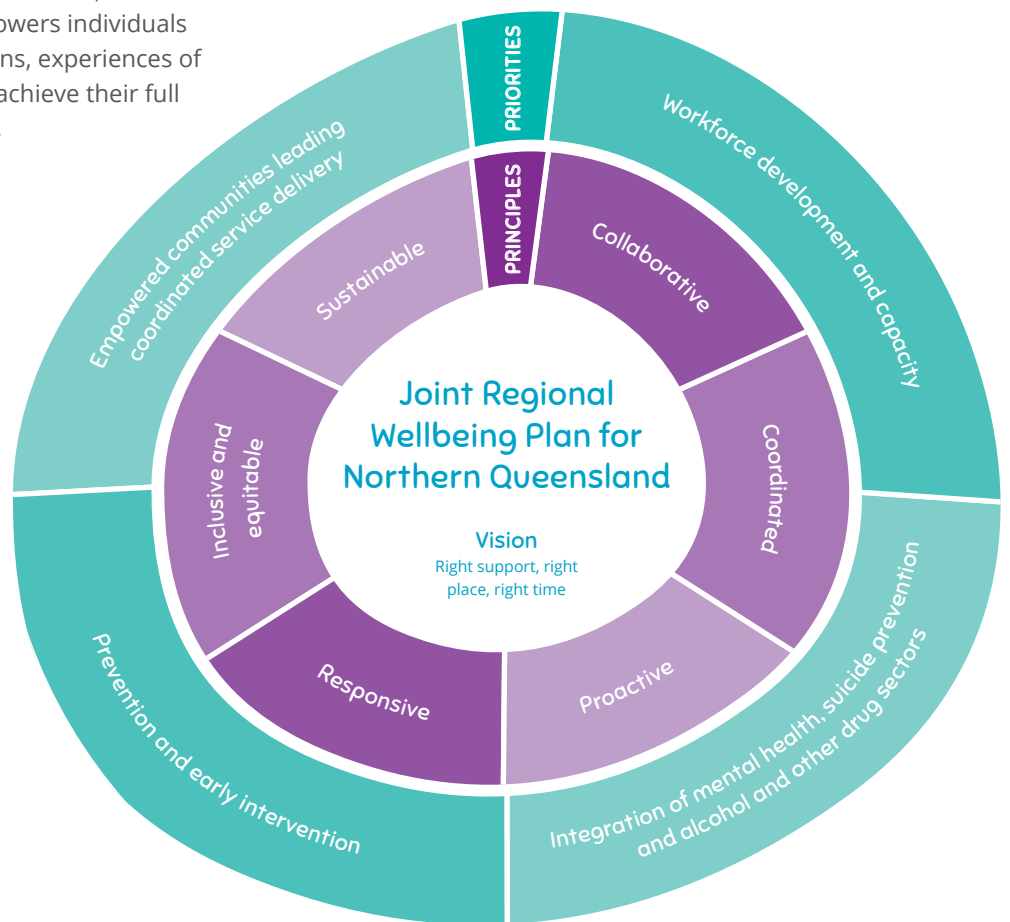 owers individuals
ns, experiences of
achieve their full
PRIORITIES
Workforce development and capacity
Integration of mental health, suicide prevention
and alcohol and other drug sectors
Prevention and early intervention
Empowered communities leading
coordinated service delivery
PRINCIPLES
Collaborative
Coordinated
Proactive
Responsive
Inclusive and
equitable
Sustainable
Joint Regional
Wellbeing Plan for
Northern Queensland
Vision
Right support, right
place, right time